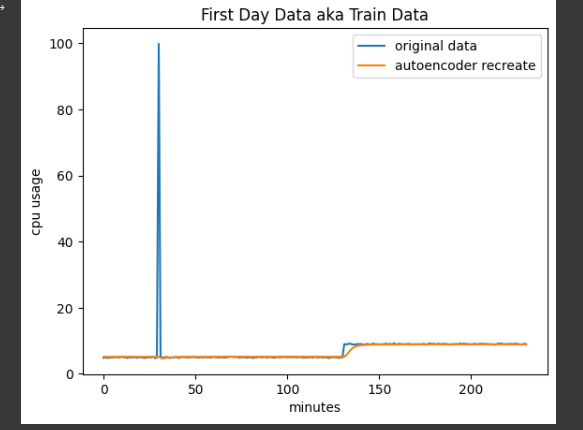 First Day Data aka Train Data
original data
autoencoder recreate
cpu usage
100
80
60
40
20
0
0 50 100 150 200
minutes